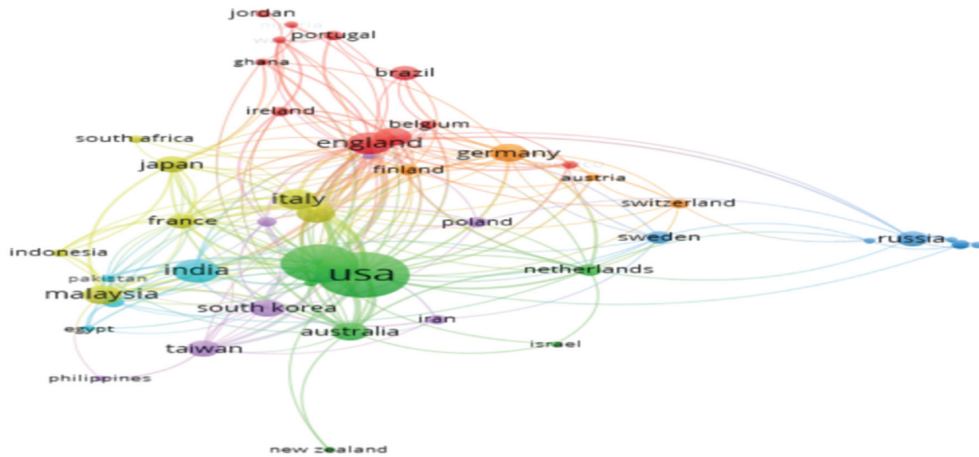 jordan
portugal
ghana
brazil
ireland
belgium
south africa
england
germany
japan
finland
austria
italy
switzerland
france
poland
sweden
russia
indonesia
india
usa
netherlands
pakistan
malaysia
south korea
iran
egypt
australia
taiwan
israel
philippines
new zealand